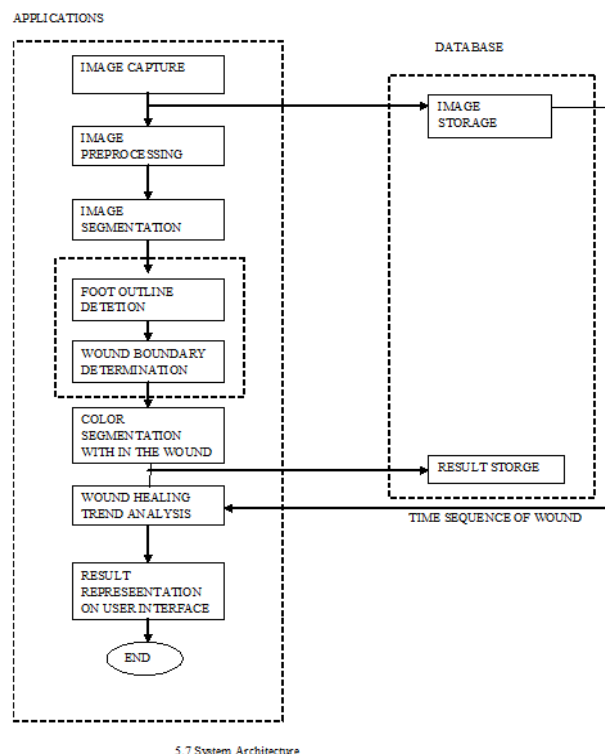 APPLICATIONS
DATABASE
IMAGE CAPTURE
IMAGE
STORAGE
IMAGE
PREPROCESSING
IMAGE
SEGMENTATION
FOOT OUTLINE
DETETION
WOUND BOUNDARY
DETERMINATION
COLOR
SEGMENTATION
WITH IN THE WOUND
RESULT STORGE
WOUND HEALING
TREND ANALYSIS
TIME SEQUENCE OF WOUND
RESULT
REPRESEENTATION
ON USER INTERFACE
END
5.7 System Architecture